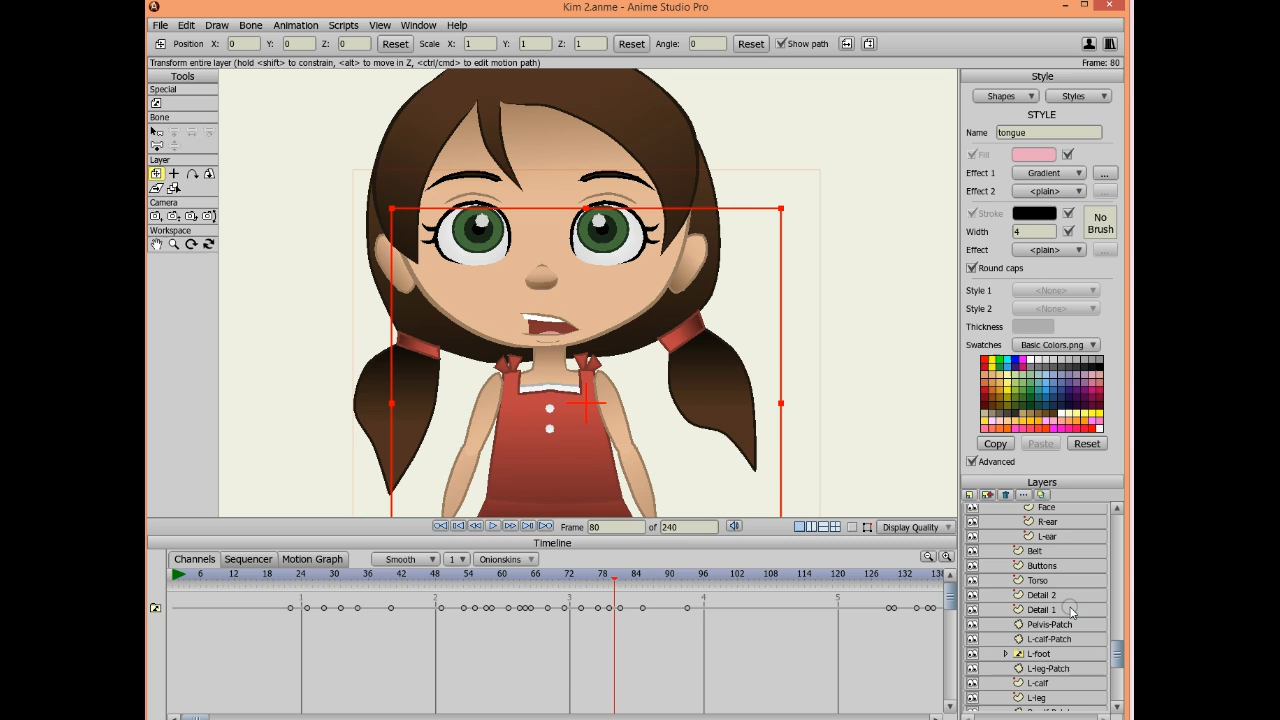 Kim 2.anme - Anime Studio Pro
File Edit Draw Bone Animation Scripts View Window Help
Position X: 0 Y: 0 Z: 0 Reset Scale X: 1 Y: 1 Z: 1 Reset Angle: 0 Reset Show path
Transform entire layer (hold <shift> to constrain, <alt> to move in Z, <ctrl/cmd> to edit motion path) Frame: 80
Tools
Special
Bone
Layer
Camera
Workspace
Style
Shapes Styles
STYLE
Name tongue
Fill
Effect 1 Gradient ...
Effect 2 <plain> ...
Stroke
No Brush
Width 4
Effect <plain> ...
Round caps
Style 1 <None>
Style 2 <None>
Thickness
Swatches Basic Colors.png
Copy Paste Reset
Advanced
Layers
Face
R-ear
L-ear
Belt
Buttons
Torso
Detail 2
Detail 1
Pelvis-Patch
L-calf-Patch
L-foot
L-leg-Patch
L-calf
L-leg
Frame 80 of 240 Display Quality
Timeline
Channels Sequencer Motion Graph Smooth 1 Onionskins
6 12 18 24 30 36 42 48 54 60 66 72 78 84 90 96 102 108 114 120 126 132
1 2 3 4 5